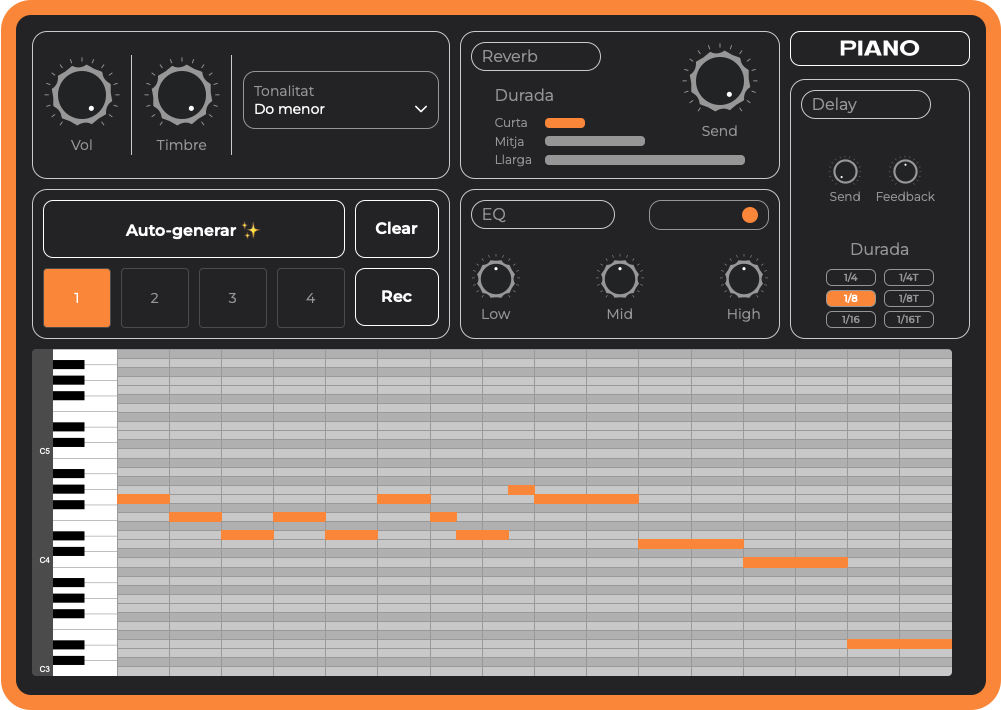 Vol
Timbre
Tonalitat
Do menor
Reverb
Durada
Curta
Mitja
Llarga
Send
PIANO
Delay
Send
Feedback
Durada
1/4
1/4T
1/8
1/8T
1/16
1/16T
Auto-generar ✨
Clear
1
2
3
4
Rec
EQ
Low
Mid
High
C5
C4
C3